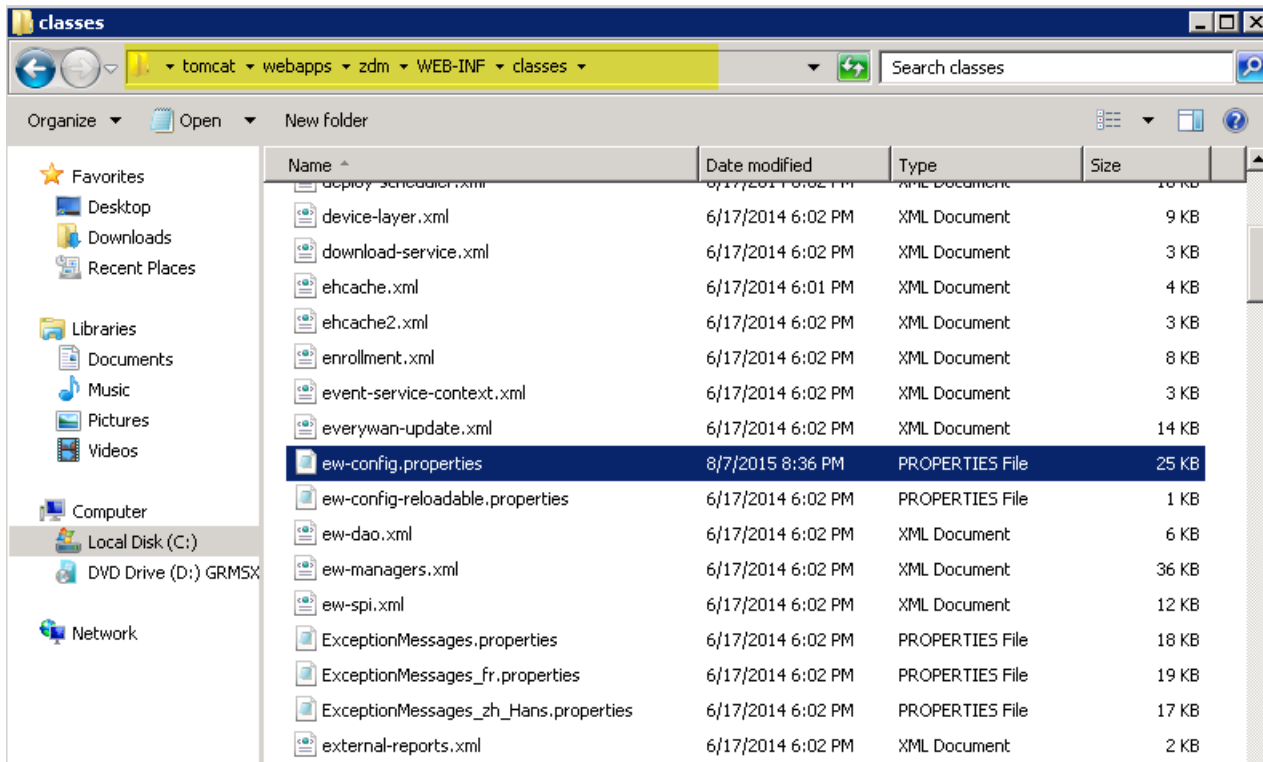 classes
tomcat webapps zdm WEB-INF classes Search classes
Organize Open New folder
Name Date modified Type Size
Favorites
Desktop
Downloads
Recent Places
Libraries
Documents
Music
Pictures
Videos
Computer
Local Disk (C:)
DVD Drive (D:) GRMSX
Network
deploy-scheduler.xml 6/17/2014 6:02 PM XML Document
device-layer.xml 6/17/2014 6:02 PM XML Document 9 KB
download-service.xml 6/17/2014 6:02 PM XML Document 3 KB
ehcache.xml 6/17/2014 6:01 PM XML Document 4 KB
ehcache2.xml 6/17/2014 6:02 PM XML Document 3 KB
enrollment.xml 6/17/2014 6:02 PM XML Document 8 KB
event-service-context.xml 6/17/2014 6:02 PM XML Document 3 KB
everywan-update.xml 6/17/2014 6:02 PM XML Document 14 KB
ew-config.properties 8/7/2015 8:36 PM PROPERTIES File 25 KB
ew-config-reloadable.properties 6/17/2014 6:02 PM PROPERTIES File 1 KB
ew-dao.xml 6/17/2014 6:02 PM XML Document 6 KB
ew-managers.xml 6/17/2014 6:02 PM XML Document 36 KB
ew-spi.xml 6/17/2014 6:02 PM XML Document 12 KB
ExceptionMessages.properties 6/17/2014 6:02 PM PROPERTIES File 18 KB
ExceptionMessages_fr.properties 6/17/2014 6:02 PM PROPERTIES File 19 KB
ExceptionMessages_zh_Hans.properties 6/17/2014 6:02 PM PROPERTIES File 17 KB
external-reports.xml 6/17/2014 6:02 PM XML Document 2 KB